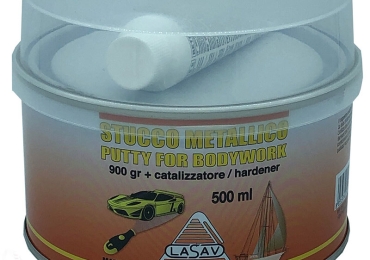 STUCCO METALLICO
PUTTY FOR BODYWORK
900 gr + catalizzatore / hardener
500 ml
LASAV